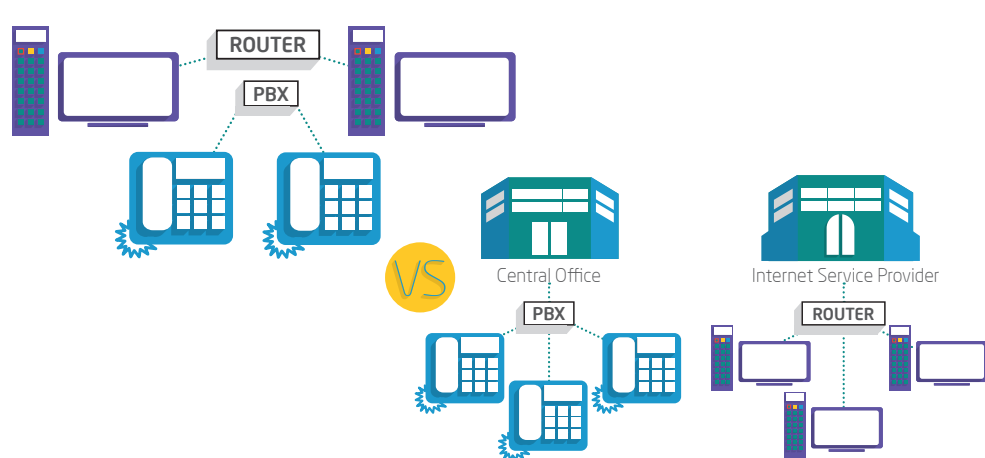 ROUTER
PBX
VS
Central Office
Internet Service Provider
PBX
ROUTER